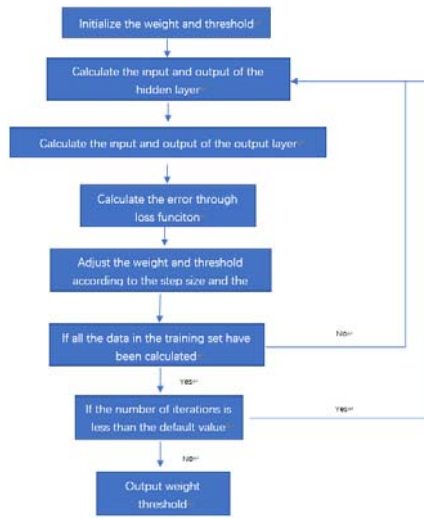 Initialize the weight and threshold
Calculate the input and output of the
hidden layer
Calculate the input and output of the output layer
Calculate the error through
loss funciton
Adjust the weight and threshold
according to the step size and the
If all the data in the training set have
been calculated
No
Yes
If the number of iterations is
less than the default value
Yes
No
Output weight
threshold